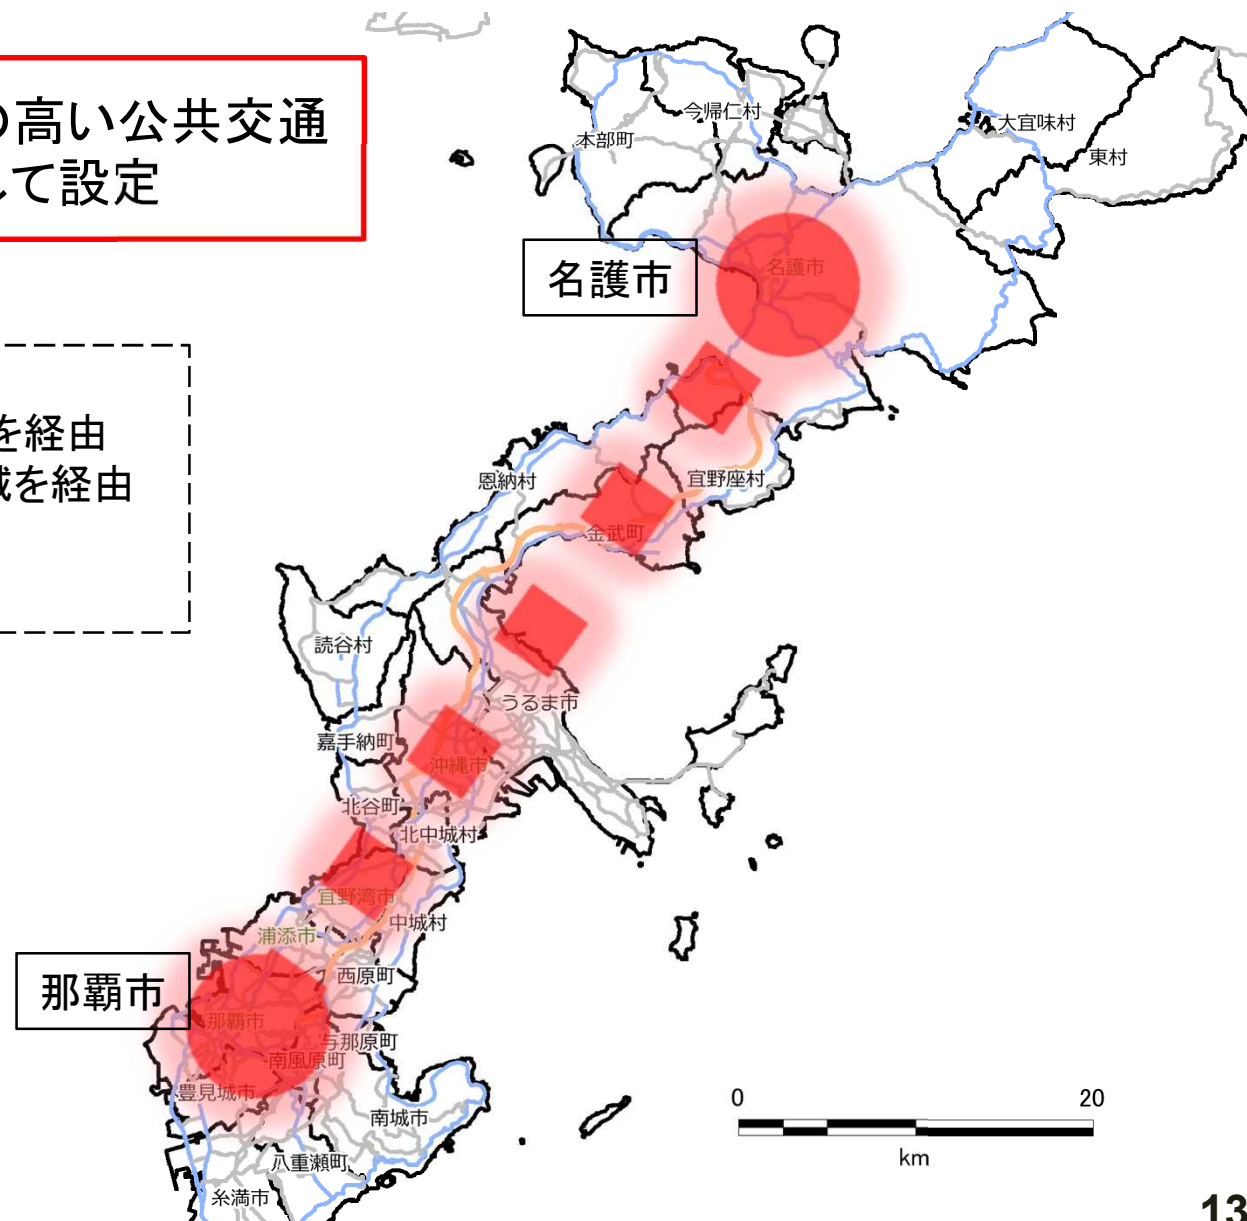 の高い公共交通
して設定
を経由
域を経由
今帰仁村
本部町
大宜味村
東村
名護市
名護市
恩納村
宜野座村
金武町
読谷村
うるま市
嘉手納町
沖縄市
北谷町
北中城村
宜野湾市
中城村
浦添市
西原町
那覇市
那覇市
与那原町
南風原町
豊見城市
南城市
八重瀬町
糸満市
0 20
km
13